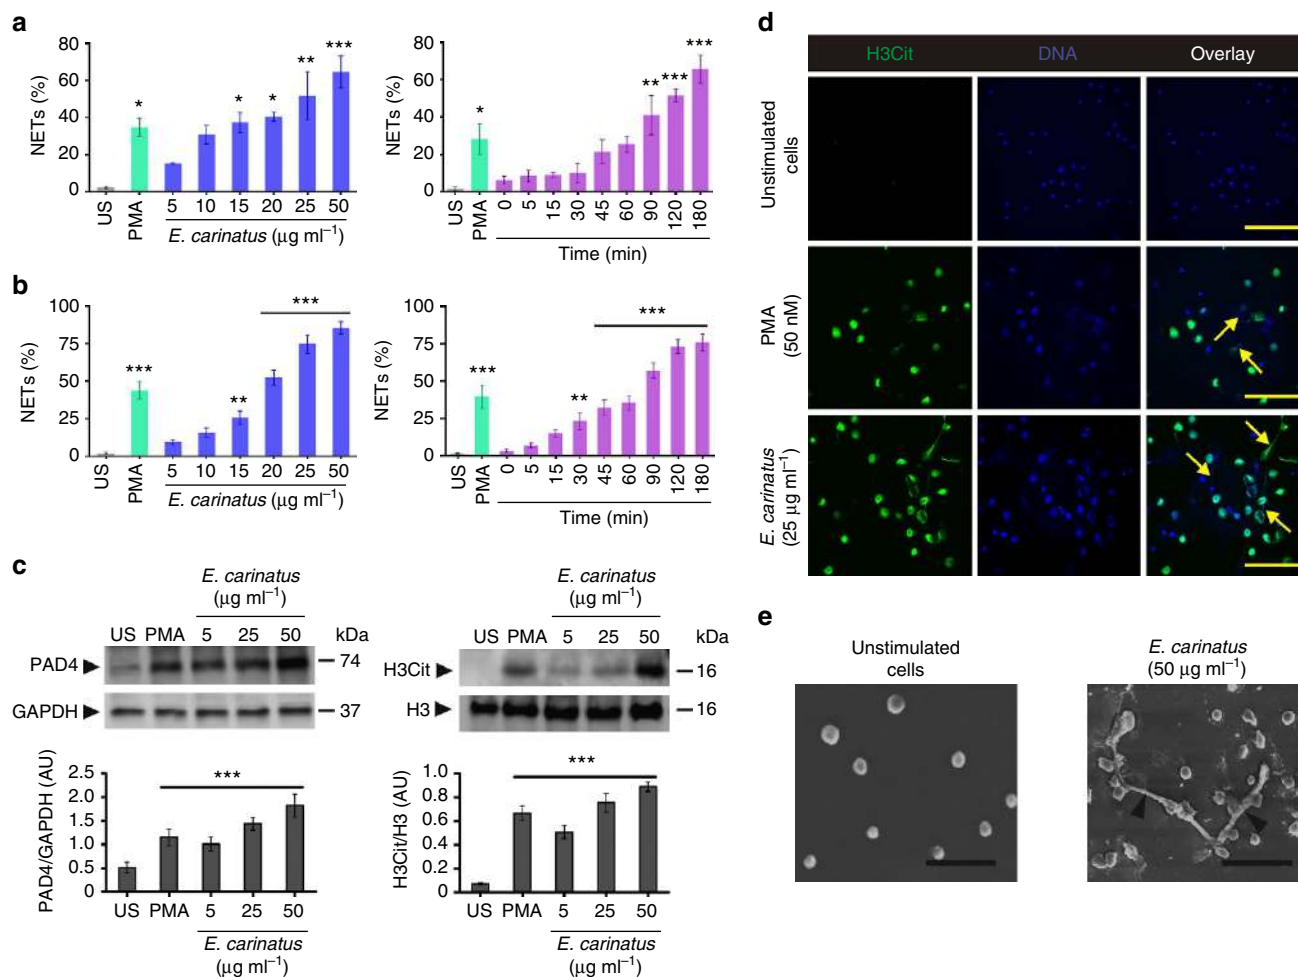 a
NETs (%)
80
60
40
20
0
*
*
*
**
***
US
PMA
5
10
15
20
25
50
E. carinatus (μg ml⁻¹)
NETs (%)
80
60
40
20
0
*
**
***
***
US
PMA
0
5
15
30
45
60
90
120
180
Time (min)
b
NETs (%)
100
75
50
25
0
***
**
***
US
PMA
5
10
15
20
25
50
E. carinatus (μg ml⁻¹)
NETs (%)
100
75
50
25
0
***
**
***
US
PMA
0
5
15
30
45
60
90
120
180
Time (min)
c
E. carinatus
(μg ml⁻¹)
US PMA 5 25 50 kDa
PAD4 74
GAPDH 37
PAD4/GAPDH (AU)
2.5
2.0
1.5
1.0
0.5
0
***
US PMA 5 25 50
E. carinatus
(μg ml⁻¹)
E. carinatus
(μg ml⁻¹)
US PMA 5 25 50 kDa
H3Cit 16
H3 16
H3Cit/H3 (AU)
1.0
0.8
0.6
0.4
0.2
0
***
US PMA 5 25 50
E. carinatus
(μg ml⁻¹)
d
H3Cit DNA Overlay
Unstimulated
cells
PMA
(50 nM)
E. carinatus
(25 μg ml⁻¹)
e
Unstimulated
cells
E. carinatus
(50 μg ml⁻¹)